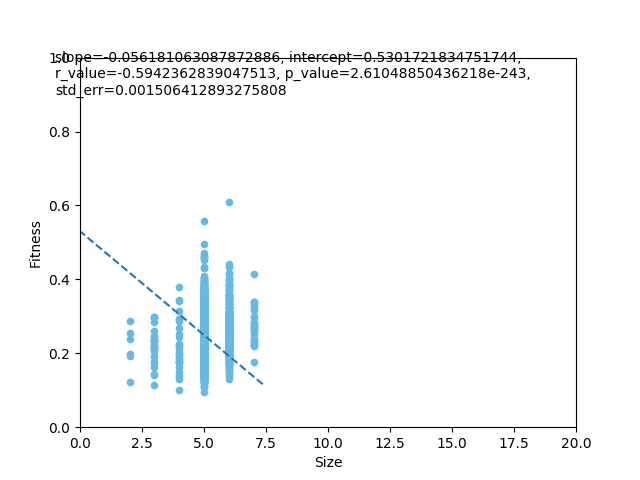 slope=-0.056181063087872886, intercept=0.5301721834751744,
r_value=-0.5942362839047513, p_value=2.61048850436218e-243,
std_err=0.001506412893275808
1.0
0.8
0.6
0.4
0.2
0.0
Fitness
0.0 2.5 5.0 7.5 10.0 12.5 15.0 17.5 20.0
Size